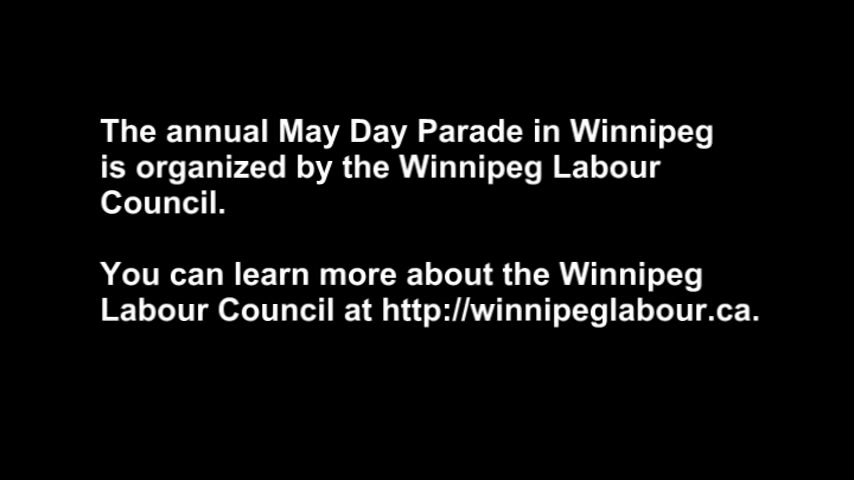 The annual May Day Parade in Winnipeg
is organized by the Winnipeg Labour
Council.
You can learn more about the Winnipeg
Labour Council at http://winnipeglabour.ca.